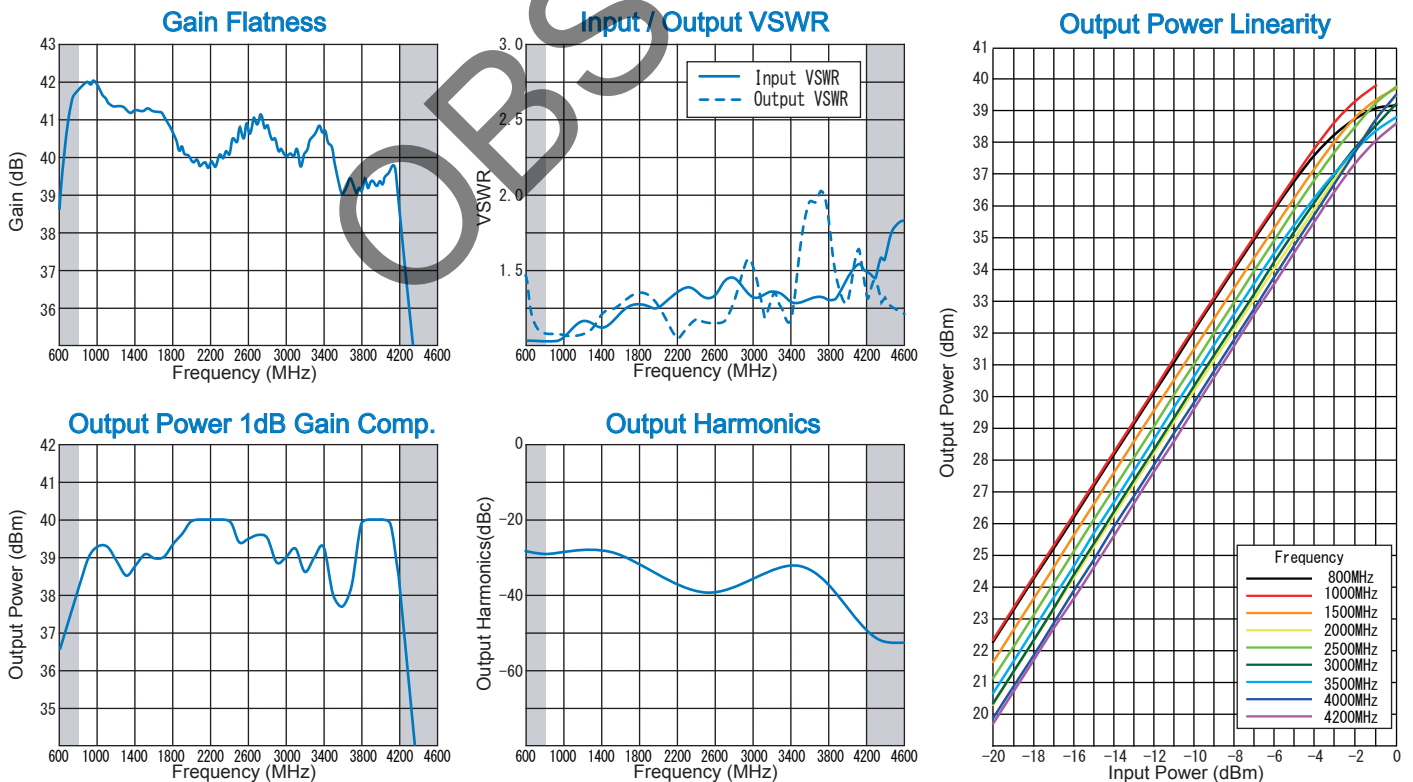 Gain Flatness
43
42
41
40
39
38
37
36
Gain (dB)
600 1000 1400 1800 2200 2600 3000 3400 3800 4200 4600
Frequency (MHz)
Input / Output VSWR
3.0
2.5
2.0
1.5
VSWR
Input VSWR
Output VSWR
600 1000 1400 1800 2200 2600 3000 3400 3800 4200 4600
Frequency (MHz)
OBS
Output Power 1dB Gain Comp.
42
41
40
39
38
37
36
35
Output Power (dBm)
600 1000 1400 1800 2200 2600 3000 3400 3800 4200 4600
Frequency (MHz)
Output Harmonics
0
−20
−40
−60
Output Harmonics(dBc)
600 1000 1400 1800 2200 2600 3000 3400 3800 4200 4600
Frequency (MHz)
Output Power Linearity
41
40
39
38
37
36
35
34
33
32
31
30
29
28
27
26
25
24
23
22
21
20
Output Power (dBm)
Frequency
800MHz
1000MHz
1500MHz
2000MHz
2500MHz
3000MHz
3500MHz
4000MHz
4200MHz
−20 −18 −16 −14 −12 −10 −8 −6 −4 −2 0
Input Power (dBm)